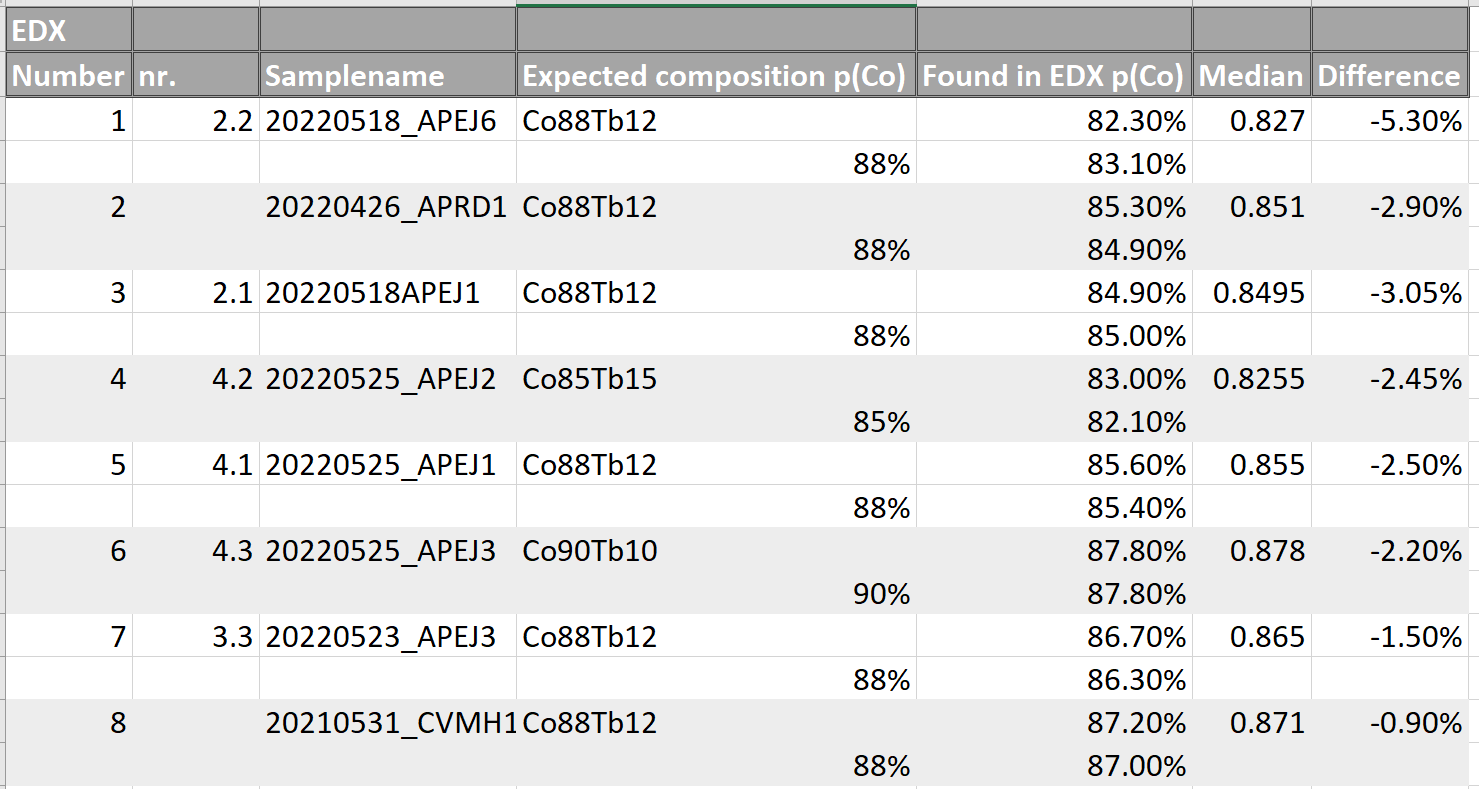 EDX
Number nr. Samplename Expected composition p(Co) Found in EDX p(Co) Median Difference
1 2.2 20220518_APEJ6 Co88Tb12 82.30% 0.827 -5.30%
88% 83.10%
2 20220426_APRD1 Co88Tb12 85.30% 0.851 -2.90%
88% 84.90%
3 2.1 20220518APEJ1 Co88Tb12 84.90% 0.8495 -3.05%
88% 85.00%
4 4.2 20220525_APEJ2 Co85Tb15 83.00% 0.8255 -2.45%
85% 82.10%
5 4.1 20220525_APEJ1 Co88Tb12 85.60% 0.855 -2.50%
88% 85.40%
6 4.3 20220525_APEJ3 Co90Tb10 87.80% 0.878 -2.20%
90% 87.80%
7 3.3 20220523_APEJ3 Co88Tb12 86.70% 0.865 -1.50%
88% 86.30%
8 20210531_CVMH1 Co88Tb12 87.20% 0.871 -0.90%
88% 87.00%